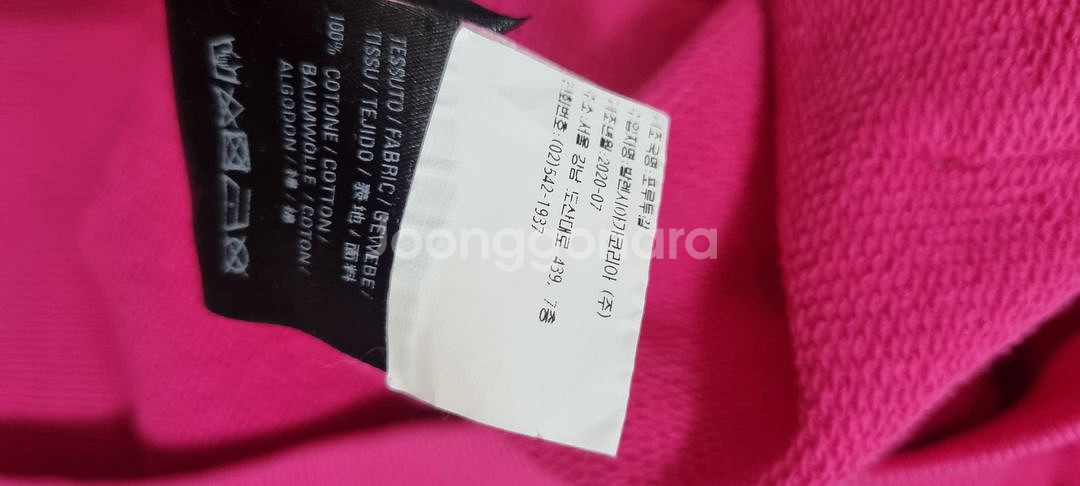 TESSUTO / FABRIC / GEWEBE /
TISSU / TEJIDO / 表地 / 面料
100% COTONE / COTTON /
BAUMWOLLE / COTON /
ALGODON / 綿 / 棉
제조국명:포루투갈
수입자명:발렌시아가코리아 (주)
제조년월:2020-07
주소:서울 강남 도산대로 439, 7층
전화번호:(02)542-1937
Joonggonara